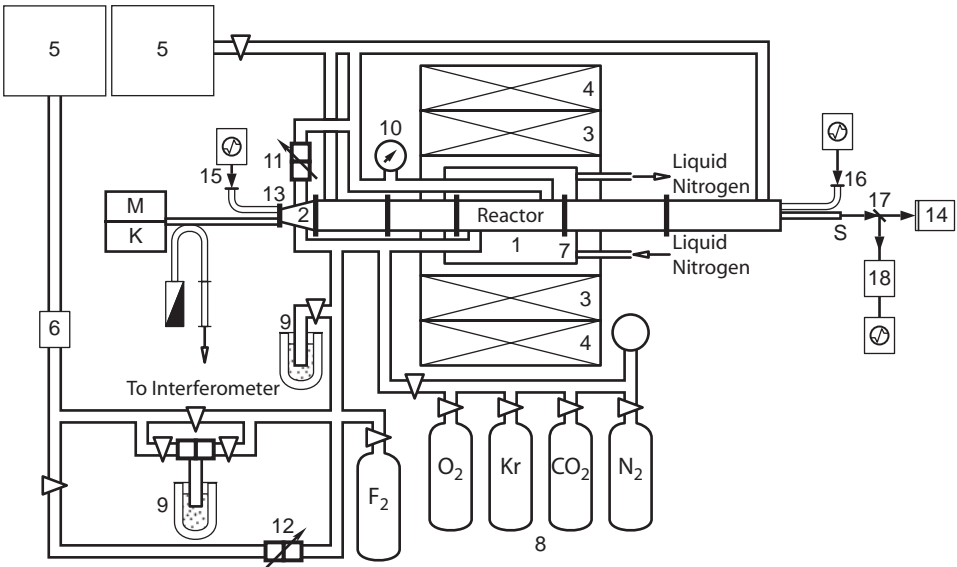 5
5
4
3
10
11
15
13
16
17
14
Liquid
Nitrogen
M
K
2
Reactor
1
7
S
Liquid
Nitrogen
18
3
4
9
6
To Interferometer
9
12
F₂
O₂
Kr
CO₂
N₂
8